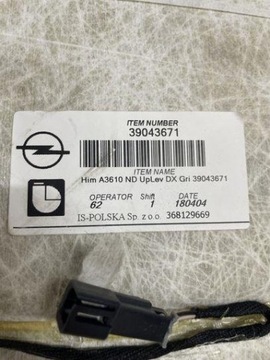 ITEM NUMBER
39043671
ITEM NAME
Him A3610 ND UpLev DX Gri 39043671
OPERATOR Shift DATE
62 1 180404
IS-POLSKA Sp. z o.o. 368129669